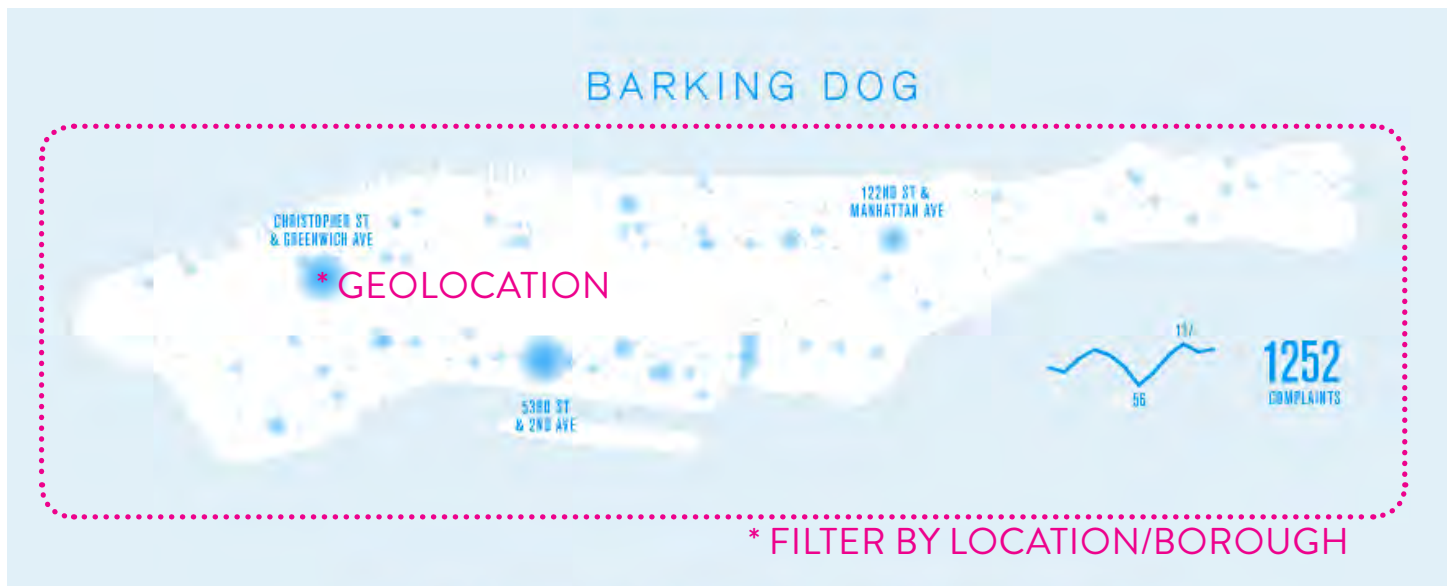 BARKING DOG
122ND ST &
MANHATTAN AVE
CHRISTOPHER ST
& GREENWICH AVE
* GEOLOCATION
1252
COMPLAINTS
56
53RD ST
& 2ND AVE
* FILTER BY LOCATION/BOROUGH